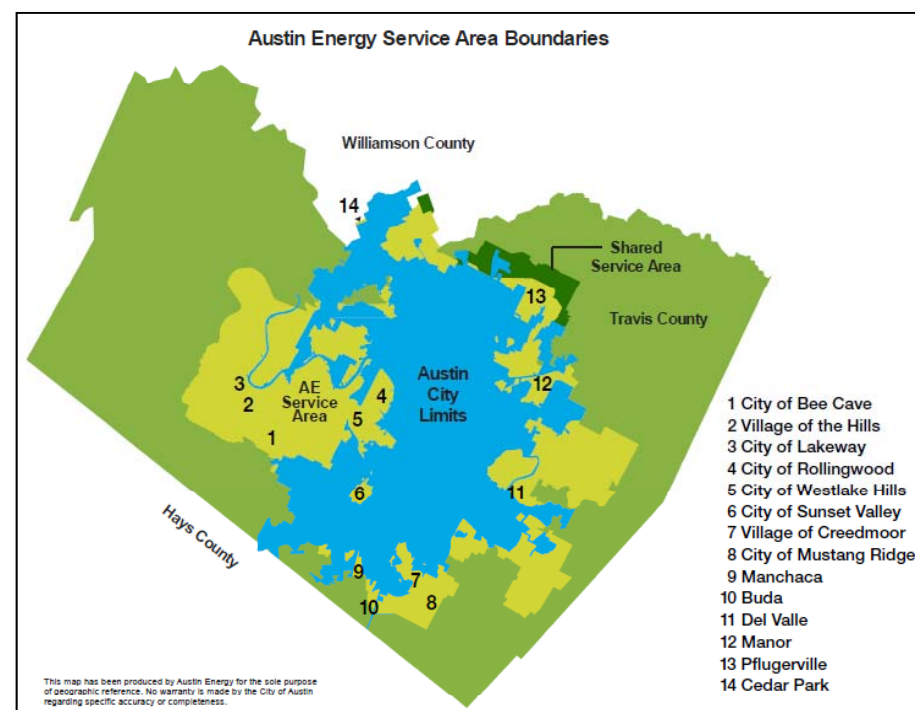 Austin Energy Service Area Boundaries
Williamson County
14
Shared
Service Area
13
Travis County
3
AE
Service
Area
2
4
Austin
City
Limits
12
5
1
6
11
Hays County
9
7
10
8
1 City of Bee Cave
2 Village of the Hills
3 City of Lakeway
4 City of Rollingwood
5 City of Westlake Hills
6 City of Sunset Valley
7 Village of Creedmoor
8 City of Mustang Ridge
9 Manchaca
10 Buda
11 Del Valle
12 Manor
13 Pflugerville
14 Cedar Park
This map has been produced by Austin Energy for the sole purpose
of geographic reference. No warranty is made by the City of Austin
regarding specific accuracy or completeness.